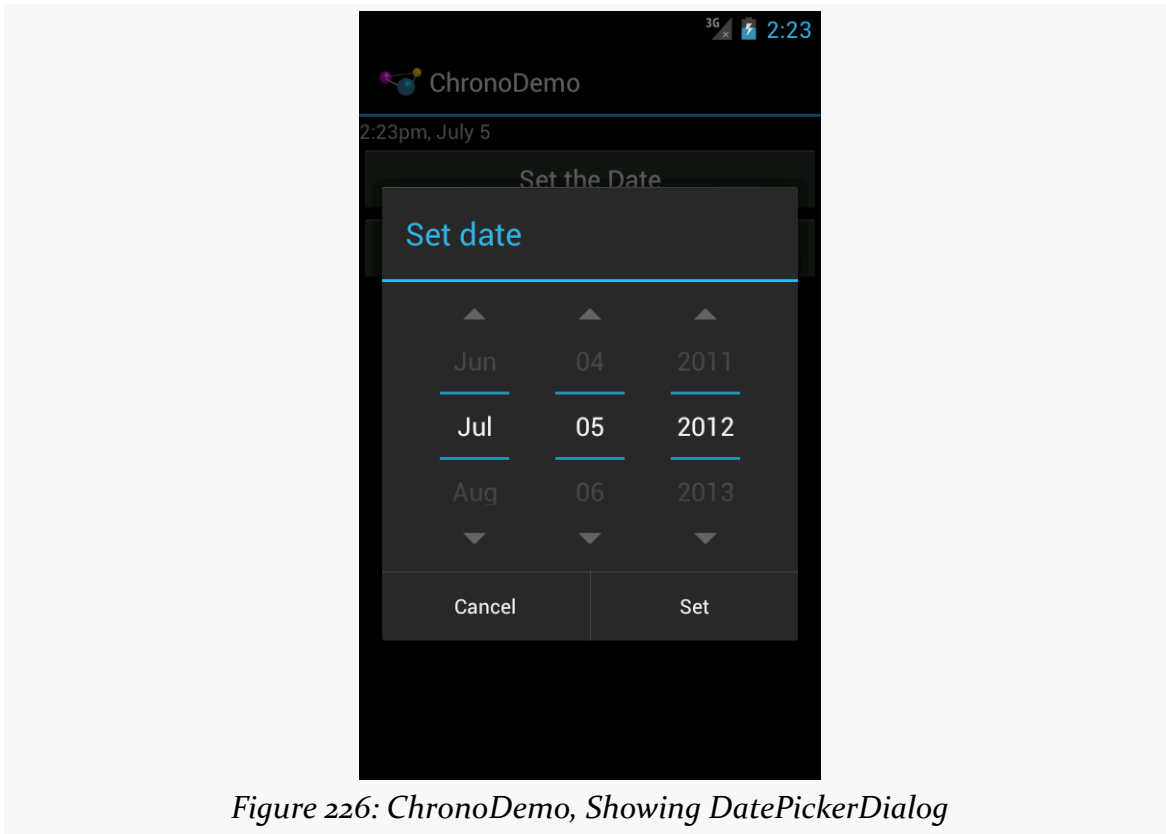 3G 2:23
ChronoDemo
2:23pm, July 5
Set the Date
Set date
Jun 04 2011
Jul 05 2012
Aug 06 2013
Cancel Set
Figure 226: ChronoDemo, Showing DatePickerDialog